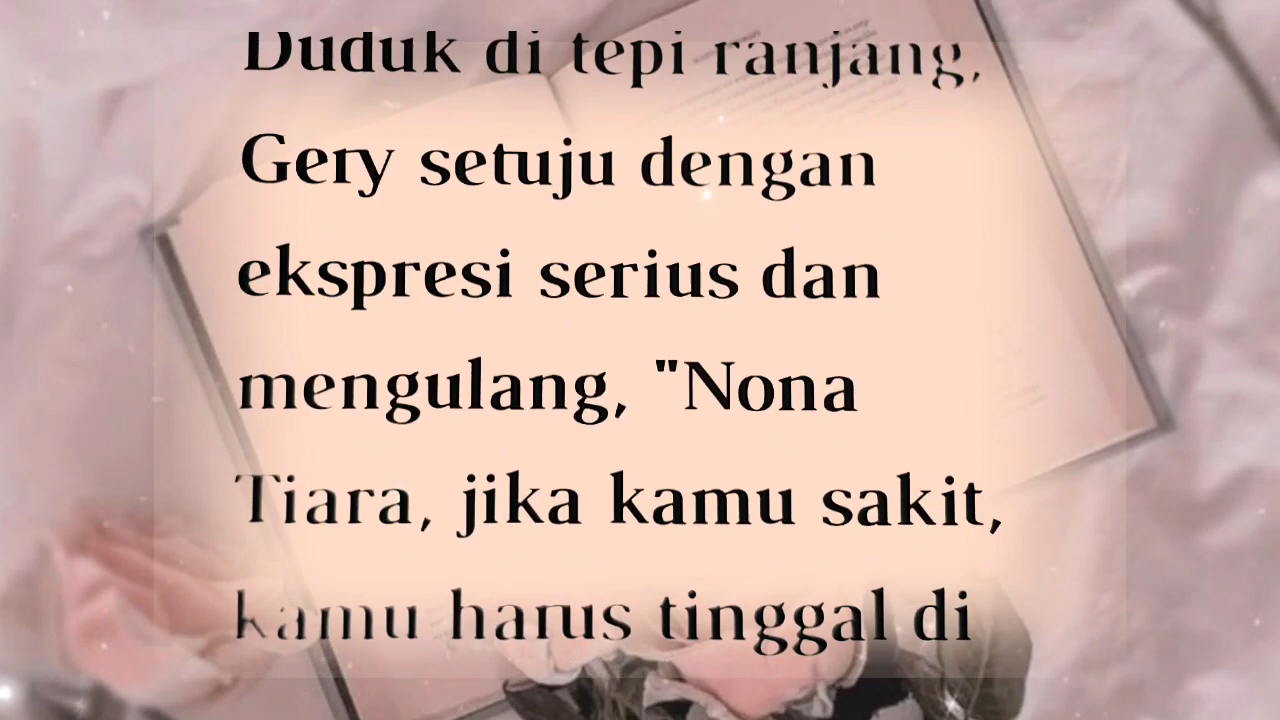 Duduk di tepi ranjang,
Gery setuju dengan
ekspresi serius dan
mengulang, "Nona
Tiara, jika kamu sakit,
kamu harus tinggal di